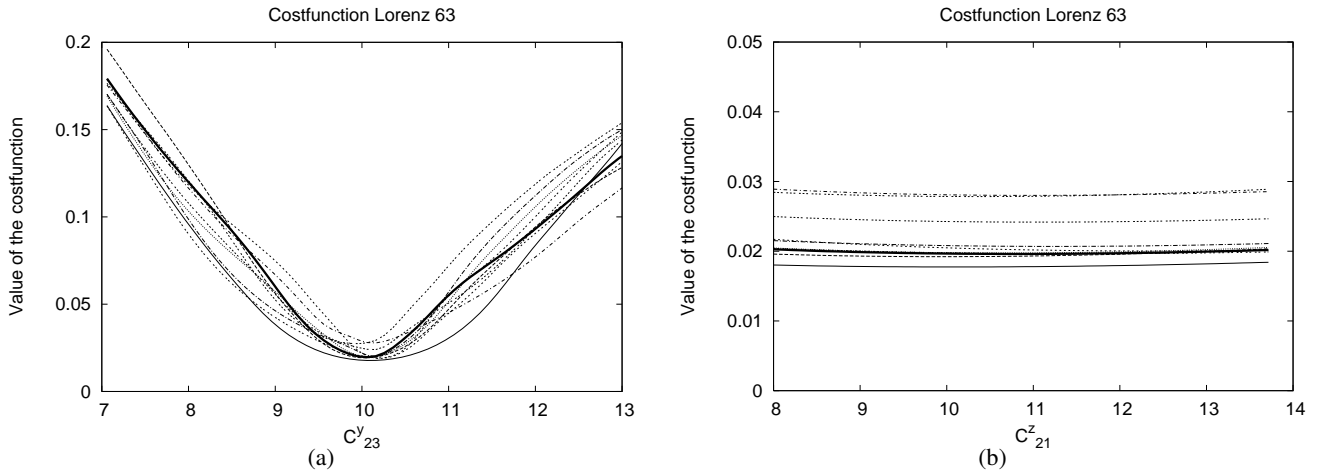 Costfunction Lorenz 63
Value of the costfunction
0.2
0.15
0.1
0.05
0
7 8 9 10 11 12 13
C^y_23
(a)
Costfunction Lorenz 63
Value of the costfunction
0.05
0.04
0.03
0.02
0.01
0
8 9 10 11 12 13 14
C^z_21
(b)